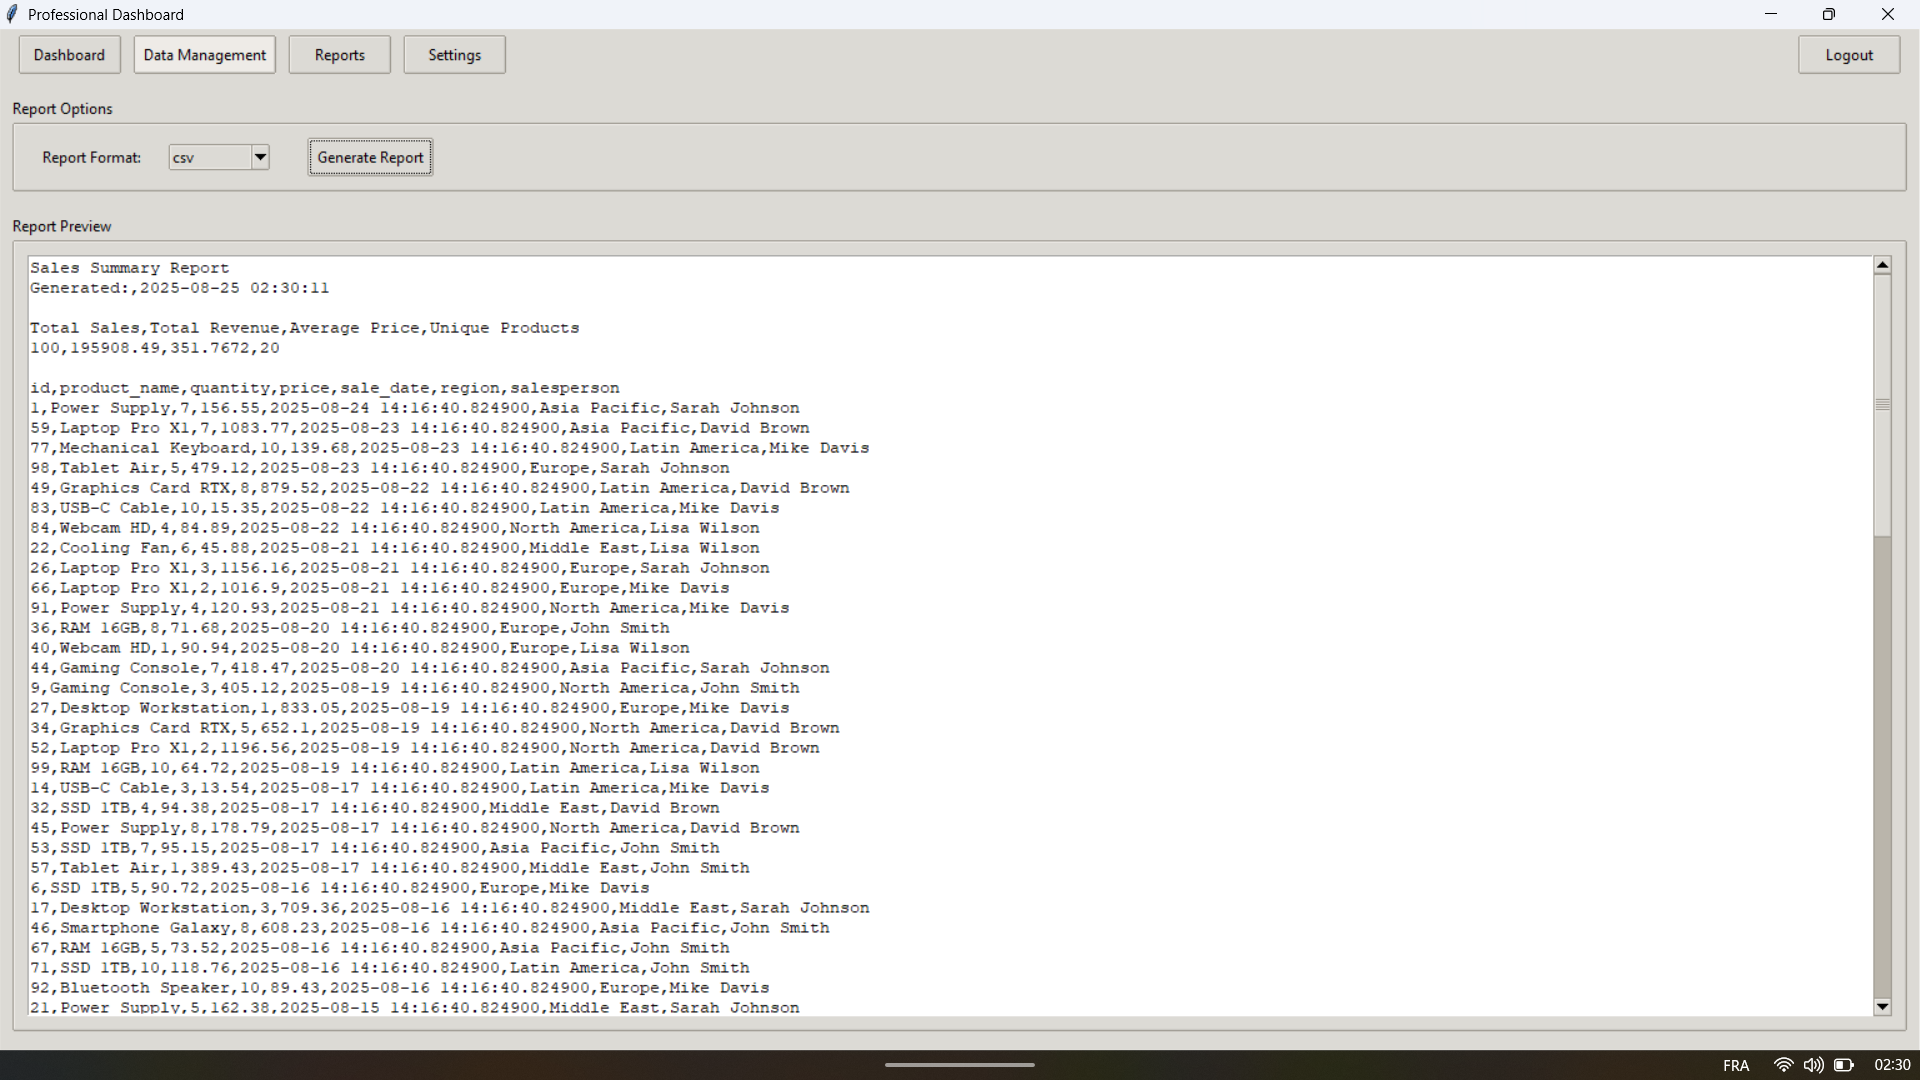 Professional Dashboard
Dashboard
Data Management
Reports
Settings
Logout
Report Options
Report Format:
csv
Generate Report
Report Preview
Sales Summary Report
Generated:,2025-08-25 02:30:11
Total Sales,Total Revenue,Average Price,Unique Products
100,195908.49,351.7672,20
id,product_name,quantity,price,sale_date,region,salesperson
1,Power Supply,7,156.55,2025-08-24 14:16:40.824900,Asia Pacific,Sarah Johnson
59,Laptop Pro X1,7,1083.77,2025-08-23 14:16:40.824900,Asia Pacific,David Brown
77,Mechanical Keyboard,10,139.68,2025-08-23 14:16:40.824900,Latin America,Mike Davis
98,Tablet Air,5,479.12,2025-08-23 14:16:40.824900,Europe,Sarah Johnson
49,Graphics Card RTX,8,879.52,2025-08-22 14:16:40.824900,Latin America,David Brown
83,USB-C Cable,10,15.35,2025-08-22 14:16:40.824900,Latin America,Mike Davis
84,Webcam HD,4,84.89,2025-08-22 14:16:40.824900,North America,Lisa Wilson
22,Cooling Fan,6,45.88,2025-08-21 14:16:40.824900,Middle East,Lisa Wilson
26,Laptop Pro X1,3,1156.16,2025-08-21 14:16:40.824900,Europe,Sarah Johnson
66,Laptop Pro X1,2,1016.9,2025-08-21 14:16:40.824900,Europe,Mike Davis
91,Power Supply,4,120.93,2025-08-21 14:16:40.824900,North America,Mike Davis
36,RAM 16GB,8,71.68,2025-08-20 14:16:40.824900,Europe,John Smith
40,Webcam HD,1,90.94,2025-08-20 14:16:40.824900,Europe,Lisa Wilson
44,Gaming Console,7,418.47,2025-08-20 14:16:40.824900,Asia Pacific,Sarah Johnson
9,Gaming Console,3,405.12,2025-08-19 14:16:40.824900,North America,John Smith
27,Desktop Workstation,1,833.05,2025-08-19 14:16:40.824900,Europe,Mike Davis
34,Graphics Card RTX,5,652.1,2025-08-19 14:16:40.824900,North America,David Brown
52,Laptop Pro X1,2,1196.56,2025-08-19 14:16:40.824900,North America,David Brown
99,RAM 16GB,10,64.72,2025-08-19 14:16:40.824900,Latin America,Lisa Wilson
14,USB-C Cable,3,13.54,2025-08-17 14:16:40.824900,Latin America,Mike Davis
32,SSD 1TB,4,94.38,2025-08-17 14:16:40.824900,Middle East,David Brown
45,Power Supply,8,178.79,2025-08-17 14:16:40.824900,North America,David Brown
53,SSD 1TB,7,95.15,2025-08-17 14:16:40.824900,Asia Pacific,John Smith
57,Tablet Air,1,389.43,2025-08-17 14:16:40.824900,Middle East,John Smith
6,SSD 1TB,5,90.72,2025-08-16 14:16:40.824900,Europe,Mike Davis
17,Desktop Workstation,3,709.36,2025-08-16 14:16:40.824900,Middle East,Sarah Johnson
46,Smartphone Galaxy,8,608.23,2025-08-16 14:16:40.824900,Asia Pacific,John Smith
67,RAM 16GB,5,73.52,2025-08-16 14:16:40.824900,Asia Pacific,John Smith
71,SSD 1TB,10,118.76,2025-08-16 14:16:40.824900,Latin America,John Smith
92,Bluetooth Speaker,10,89.43,2025-08-16 14:16:40.824900,Europe,Mike Davis
21,Power Supply,5,162.38,2025-08-15 14:16:40.824900,Middle East,Sarah Johnson
FRA
02:30